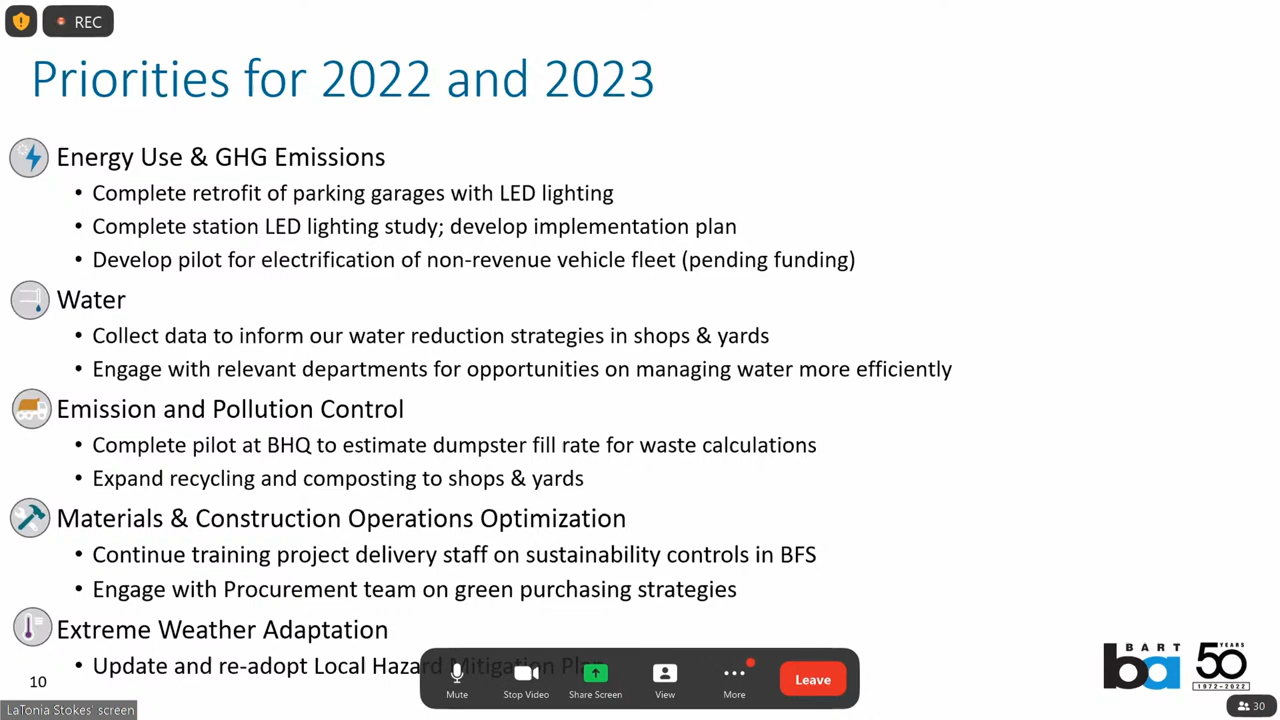 REC
Priorities for 2022 and 2023
Energy Use & GHG Emissions
• Complete retrofit of parking garages with LED lighting
• Complete station LED lighting study; develop implementation plan
• Develop pilot for electrification of non-revenue vehicle fleet (pending funding)
Water
• Collect data to inform our water reduction strategies in shops & yards
• Engage with relevant departments for opportunities on managing water more efficiently
Emission and Pollution Control
• Complete pilot at BHQ to estimate dumpster fill rate for waste calculations
• Expand recycling and composting to shops & yards
Materials & Construction Operations Optimization
• Continue training project delivery staff on sustainability controls in BFS
• Engage with Procurement team on green purchasing strategies
Extreme Weather Adaptation
• Update and re-adopt Local Hazard Mitigation Plan
10
Mute
Stop Video
Share Screen
View
More
Leave
BART
ba
50
YEARS
1972-2022
LaTonia Stokes' screen
30